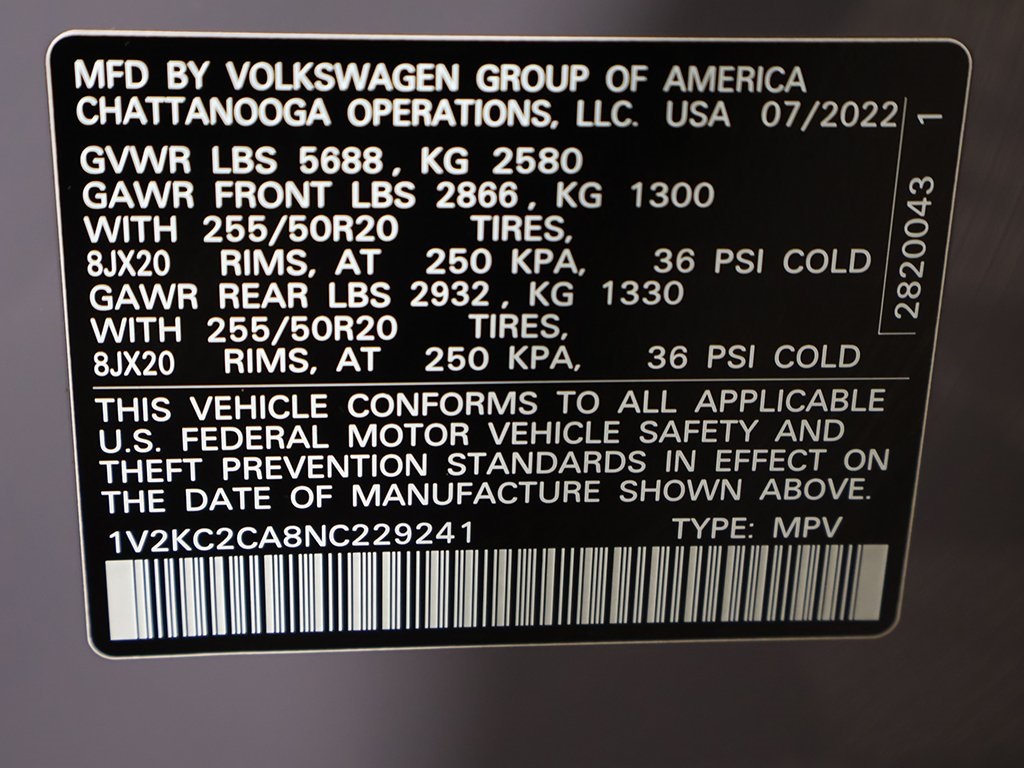 MFD BY VOLKSWAGEN GROUP OF AMERICA
CHATTANOOGA OPERATIONS, LLC. USA 07/2022
GVWR LBS 5688, KG 2580
GAWR FRONT LBS 2866, KG 1300
WITH 255/50R20 TIRES,
8JX20 RIMS, AT 250 KPA, 36 PSI COLD
GAWR REAR LBS 2932, KG 1330
WITH 255/50R20 TIRES,
8JX20 RIMS, AT 250 KPA, 36 PSI COLD
2820043 1
THIS VEHICLE CONFORMS TO ALL APPLICABLE
U.S. FEDERAL MOTOR VEHICLE SAFETY AND
THEFT PREVENTION STANDARDS IN EFFECT ON
THE DATE OF MANUFACTURE SHOWN ABOVE.
1V2KC2CA8NC229241 TYPE: MPV